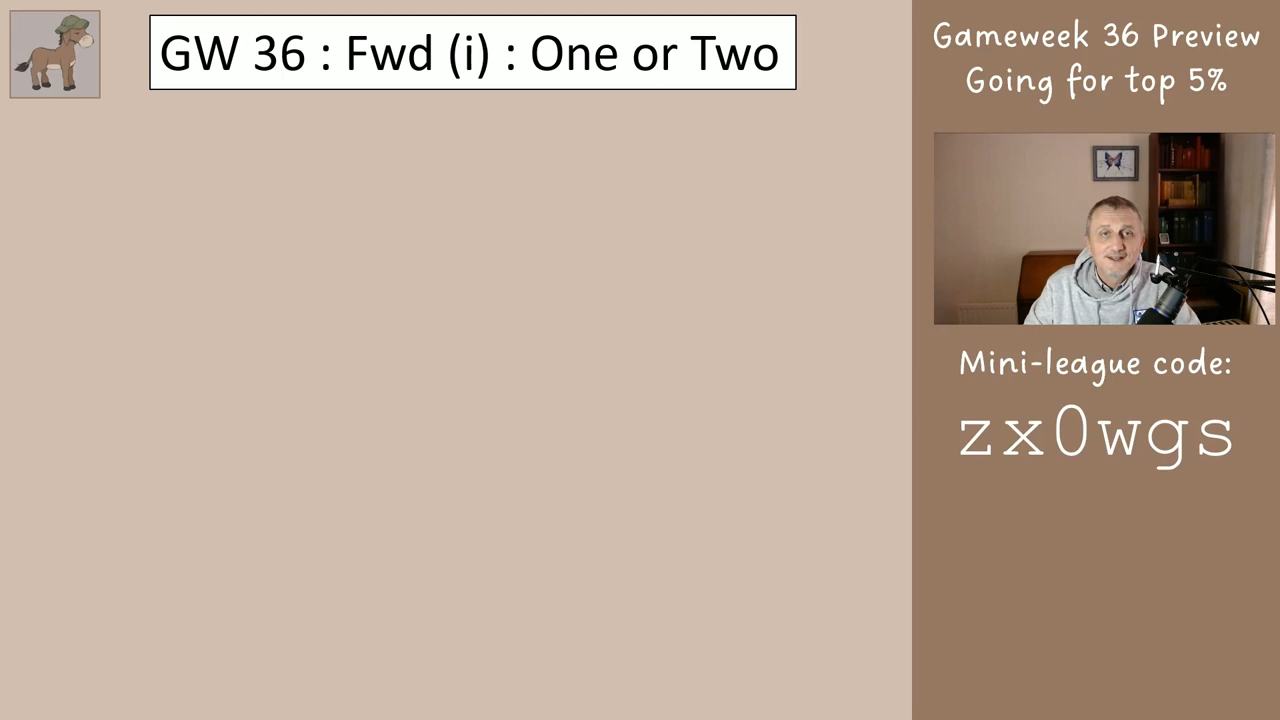 GW 36 : Fwd (i) : One or Two
Gameweek 36 Preview
Going for top 5%
Mini-league code:
zx0wgs